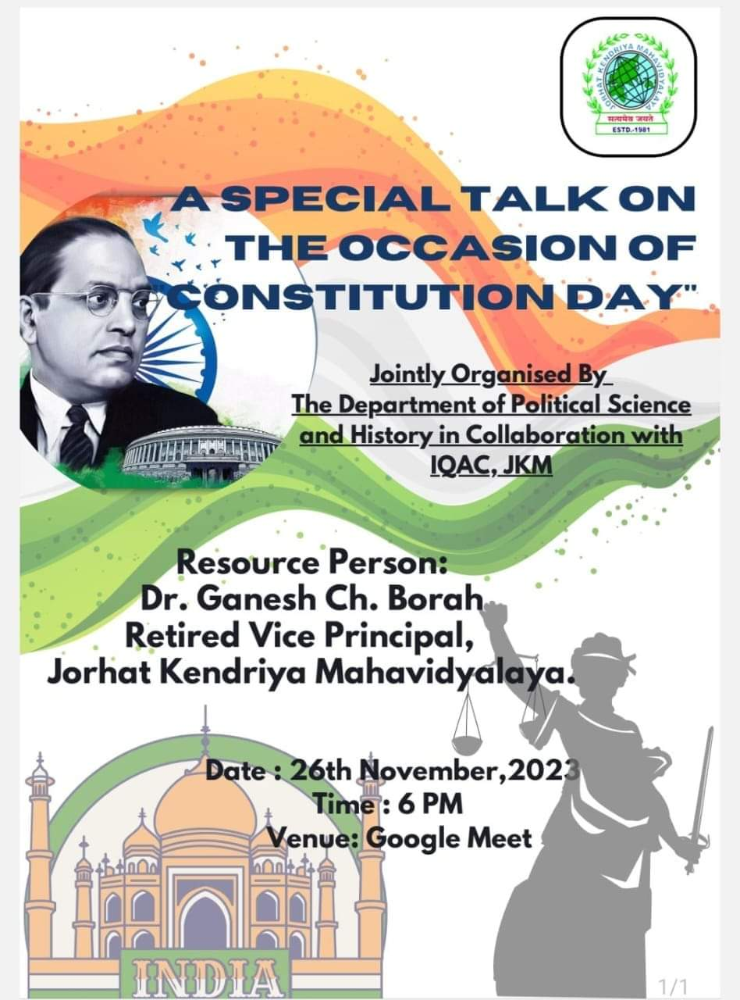 JORHAT KENDRIYA MAHAVIDYALAYA
सत्यमेव जयते
ESTD.-1981
A SPECIAL TALK ON
THE OCCASION OF
"CONSTITUTION DAY"
Jointly Organised By
The Department of Political Science
and History in Collaboration with
IQAC, JKM
Resource Person:
Dr. Ganesh Ch. Borah,
Retired Vice Principal,
Jorhat Kendriya Mahavidyalaya.
Date : 26th November,2023
Time : 6 PM
Venue: Google Meet
INDIA
1/1